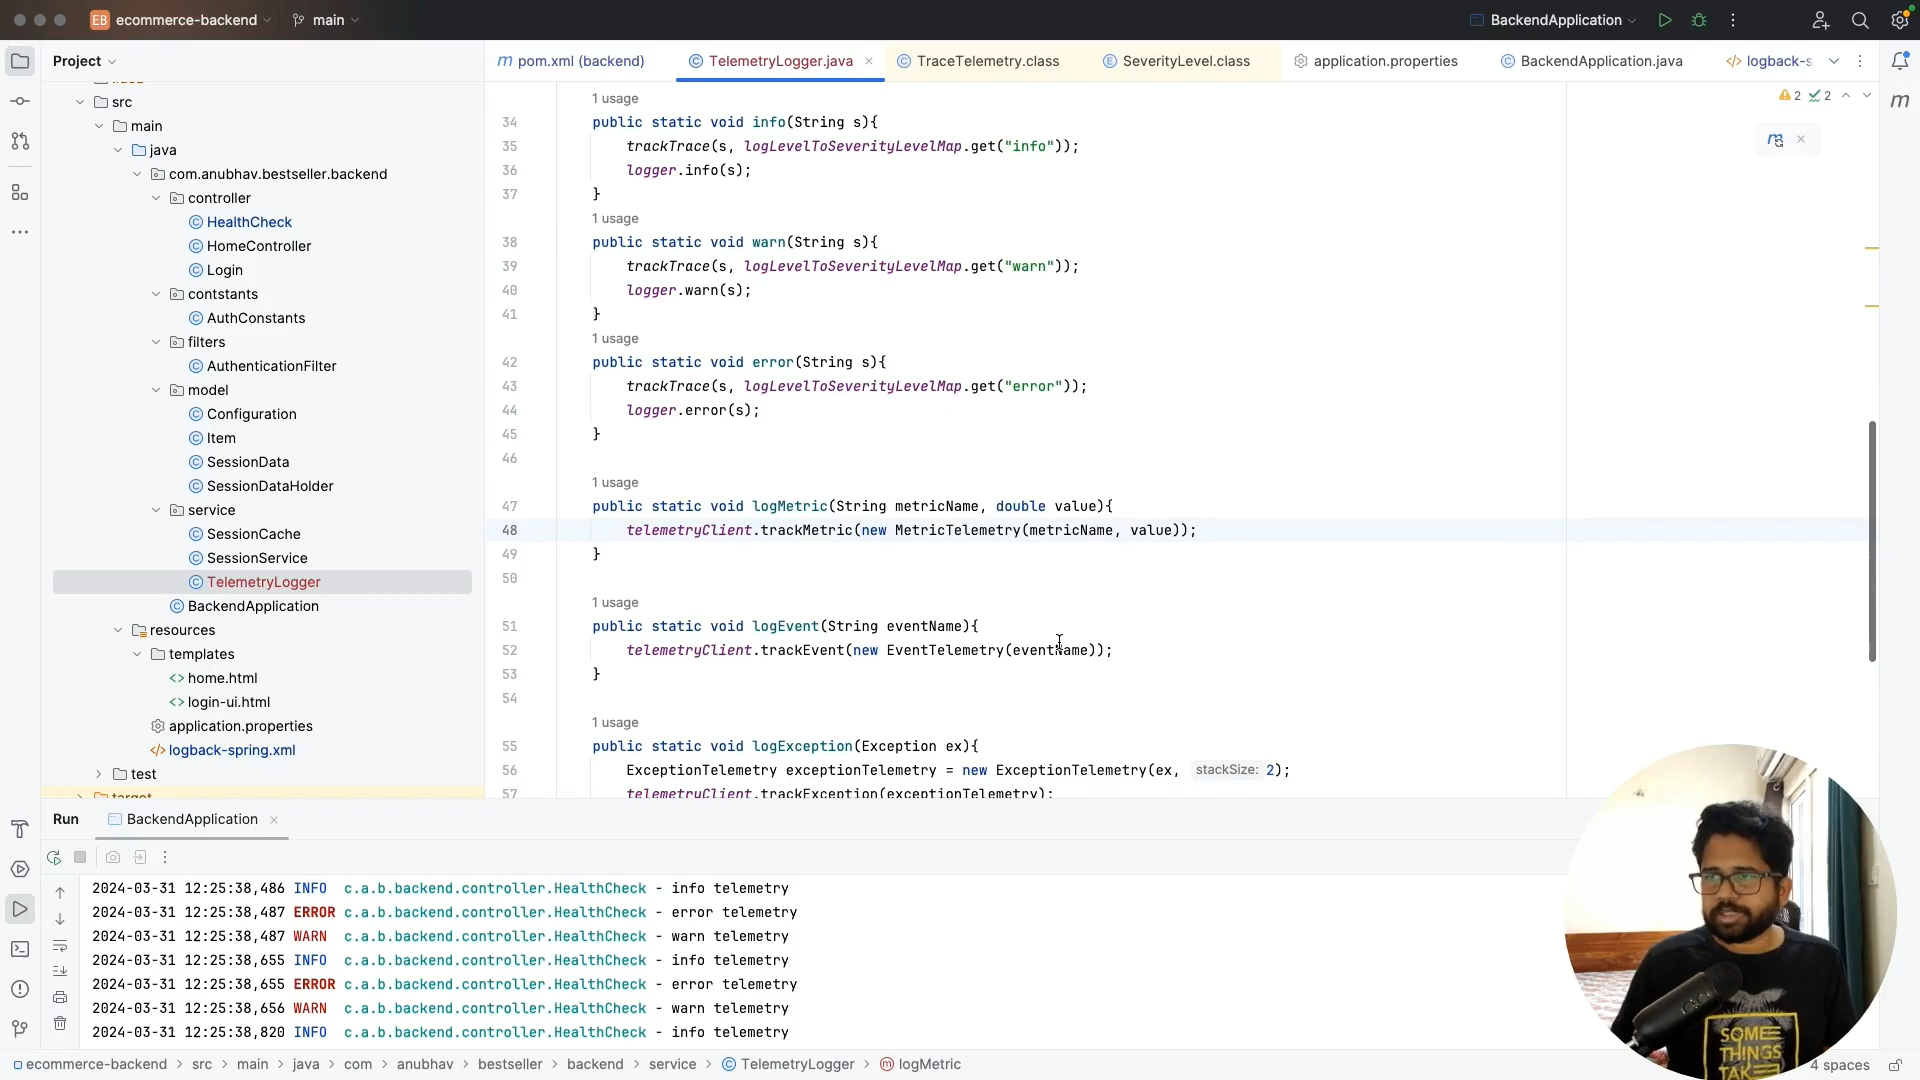 EB ecommerce-backend main BackendApplication
Project
pom.xml (backend) TelemetryLogger.java TraceTelemetry.class SeverityLevel.class application.properties BackendApplication.java logback-s
src
main
java
com.anubhav.bestseller.backend
controller
HealthCheck
HomeController
Login
contstants
AuthConstants
filters
AuthenticationFilter
model
Configuration
Item
SessionData
SessionDataHolder
service
SessionCache
SessionService
TelemetryLogger
BackendApplication
resources
templates
home.html
login-ui.html
application.properties
logback-spring.xml
test
target
2 2
1 usage
34 public static void info(String s){
35 trackTrace(s, logLevelToSeverityLevelMap.get("info"));
36 logger.info(s);
37 }
1 usage
38 public static void warn(String s){
39 trackTrace(s, logLevelToSeverityLevelMap.get("warn"));
40 logger.warn(s);
41 }
1 usage
42 public static void error(String s){
43 trackTrace(s, logLevelToSeverityLevelMap.get("error"));
44 logger.error(s);
45 }
46
1 usage
47 public static void logMetric(String metricName, double value){
48 telemetryClient.trackMetric(new MetricTelemetry(metricName, value));
49 }
50
1 usage
51 public static void logEvent(String eventName){
52 telemetryClient.trackEvent(new EventTelemetry(eventName));
53 }
54
1 usage
55 public static void logException(Exception ex){
56 ExceptionTelemetry exceptionTelemetry = new ExceptionTelemetry(ex, stackSize: 2);
57 telemetryClient.trackException(exceptionTelemetry);
Run BackendApplication
2024-03-31 12:25:38,486 INFO c.a.b.backend.controller.HealthCheck - info telemetry
2024-03-31 12:25:38,487 ERROR c.a.b.backend.controller.HealthCheck - error telemetry
2024-03-31 12:25:38,487 WARN c.a.b.backend.controller.HealthCheck - warn telemetry
2024-03-31 12:25:38,655 INFO c.a.b.backend.controller.HealthCheck - info telemetry
2024-03-31 12:25:38,655 ERROR c.a.b.backend.controller.HealthCheck - error telemetry
2024-03-31 12:25:38,656 WARN c.a.b.backend.controller.HealthCheck - warn telemetry
2024-03-31 12:25:38,820 INFO c.a.b.backend.controller.HealthCheck - info telemetry
SOME
THINGS
TAKE
ecommerce-backend > src > main > java > com > anubhav > bestseller > backend > service > TelemetryLogger > logMetric
4 spaces